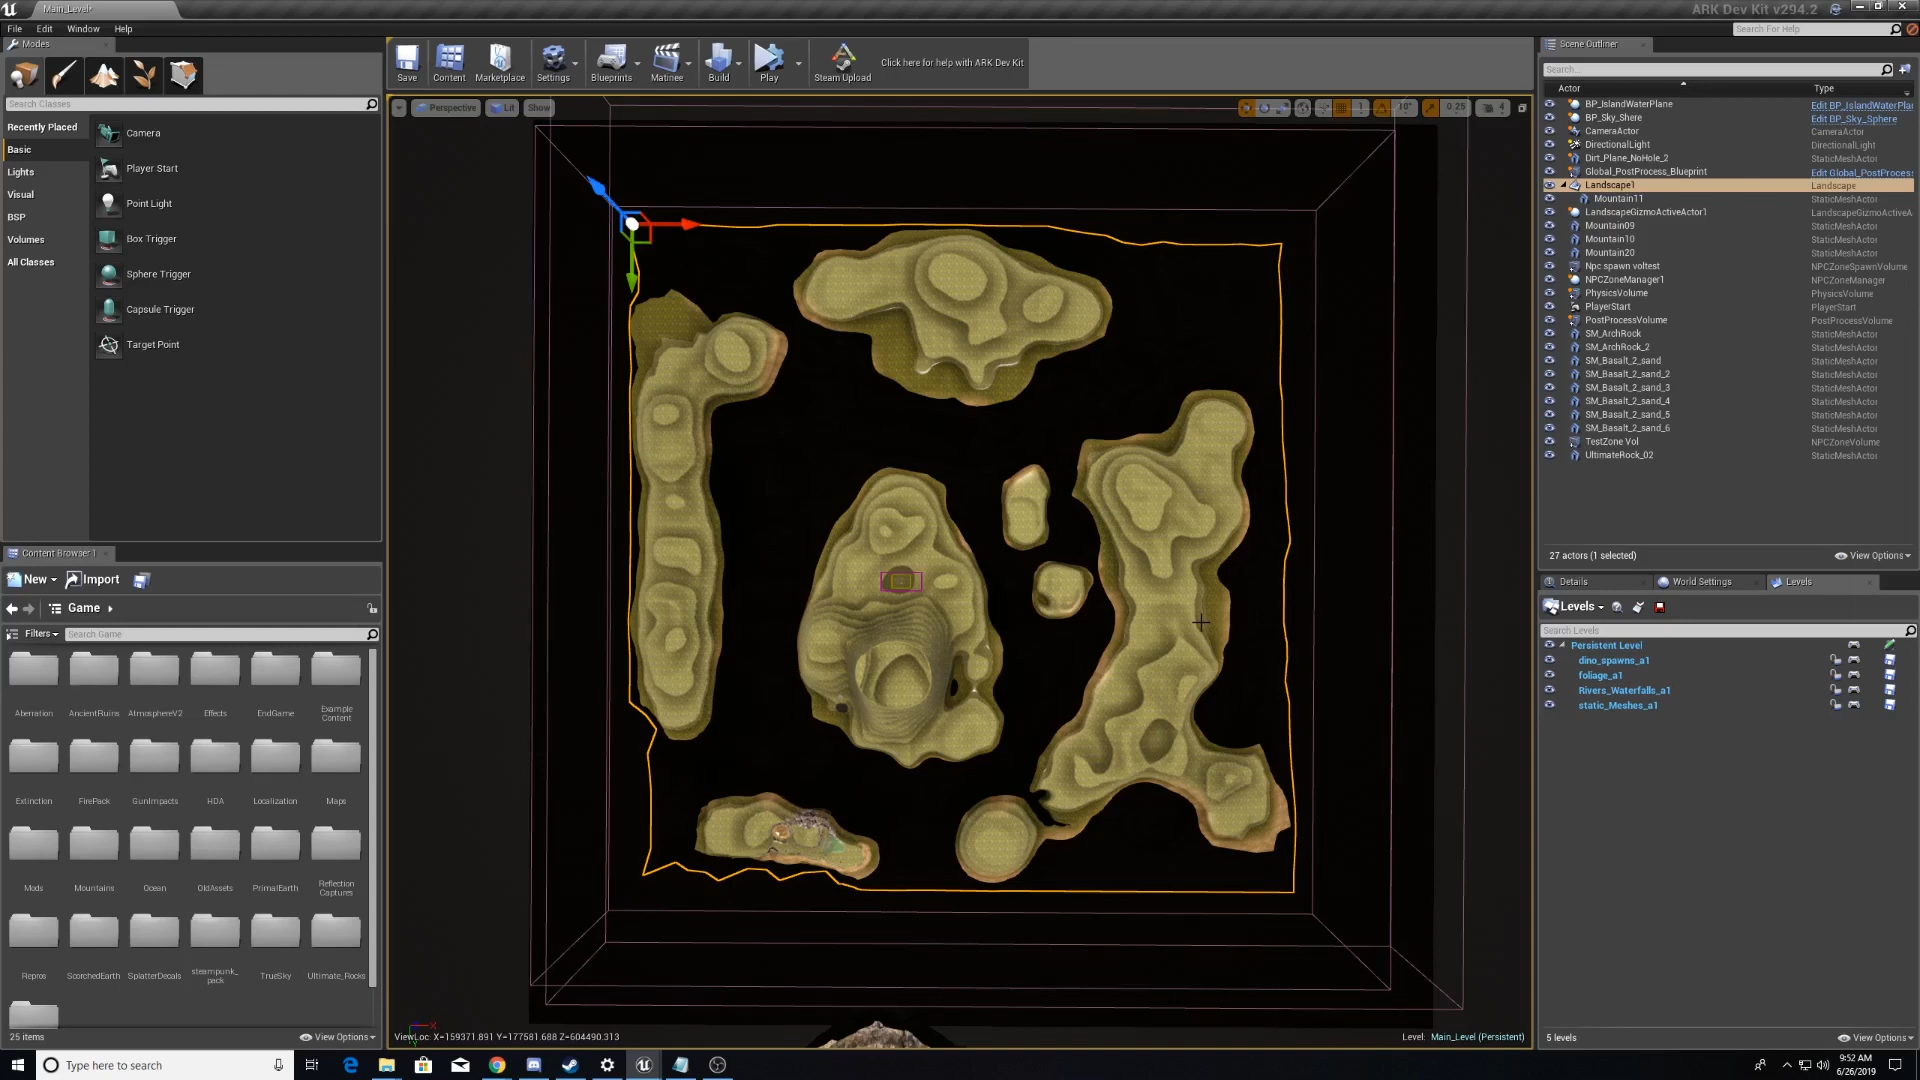 Main_Level*
ARK Dev Kit v294.2
File Edit Window Help
Search For Help
Modes
Search Classes
Recently Placed
Basic
Lights
Visual
BSP
Volumes
All Classes
Camera
Player Start
Point Light
Box Trigger
Sphere Trigger
Capsule Trigger
Target Point
Save
Content
Marketplace
Settings
Blueprints
Matinee
Build
Play
Steam Upload
Click here for help with ARK Dev Kit
Perspective Lit Show
1 10° 0.25 4
ViewLoc: X=159371.891 Y=177581.688 Z=604490.313
Level: Main_Level (Persistent)
Content Browser 1
New Import
Game
Filters Search Game
Aberration AncientRuins AtmosphereV2 Effects EndGame Example Content
Extinction FirePack GunImpacts HDA Localization Maps
Mods Mountains Ocean OldAssets PrimalEarth Reflection Captures
Repros ScorchedEarth SplatterDecals steampunk_pack TrueSky Ultimate_Rocks
25 items View Options
Scene Outliner
Search...
Actor Type
BP_IslandWaterPlane Edit BP_IslandWaterPlan
BP_Sky_Shere Edit BP_Sky_Sphere
CameraActor CameraActor
DirectionalLight DirectionalLight
Dirt_Plane_NoHole_2 StaticMeshActor
Global_PostProcess_Blueprint Edit Global_PostProcess
Landscape1 Landscape
Mountain11 StaticMeshActor
LandscapeGizmoActiveActor1 LandscapeGizmoActiveA
Mountain09 StaticMeshActor
Mountain10 StaticMeshActor
Mountain20 StaticMeshActor
Npc spawn voltest NPCZoneSpawnVolume
NPCZoneManager1 NPCZoneManager
PhysicsVolume PhysicsVolume
PlayerStart PlayerStart
PostProcessVolume PostProcessVolume
SM_ArchRock StaticMeshActor
SM_ArchRock_2 StaticMeshActor
SM_Basalt_2_sand StaticMeshActor
SM_Basalt_2_sand_2 StaticMeshActor
SM_Basalt_2_sand_3 StaticMeshActor
SM_Basalt_2_sand_4 StaticMeshActor
SM_Basalt_2_sand_5 StaticMeshActor
SM_Basalt_2_sand_6 StaticMeshActor
TestZone Vol NPCZoneVolume
UltimateRock_02 StaticMeshActor
27 actors (1 selected) View Options
Details World Settings Levels
Levels
Search Levels
Persistent Level
dino_spawns_a1
foliage_a1
Rivers_Waterfalls_a1
static_Meshes_a1
5 levels View Options
Type here to search
9:52 AM
6/26/2019